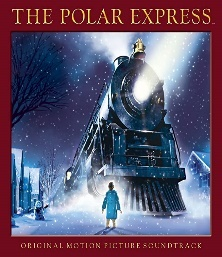 THE POLAR EXPRESS
ORIGINAL MOTION PICTURE SOUNDTRACK